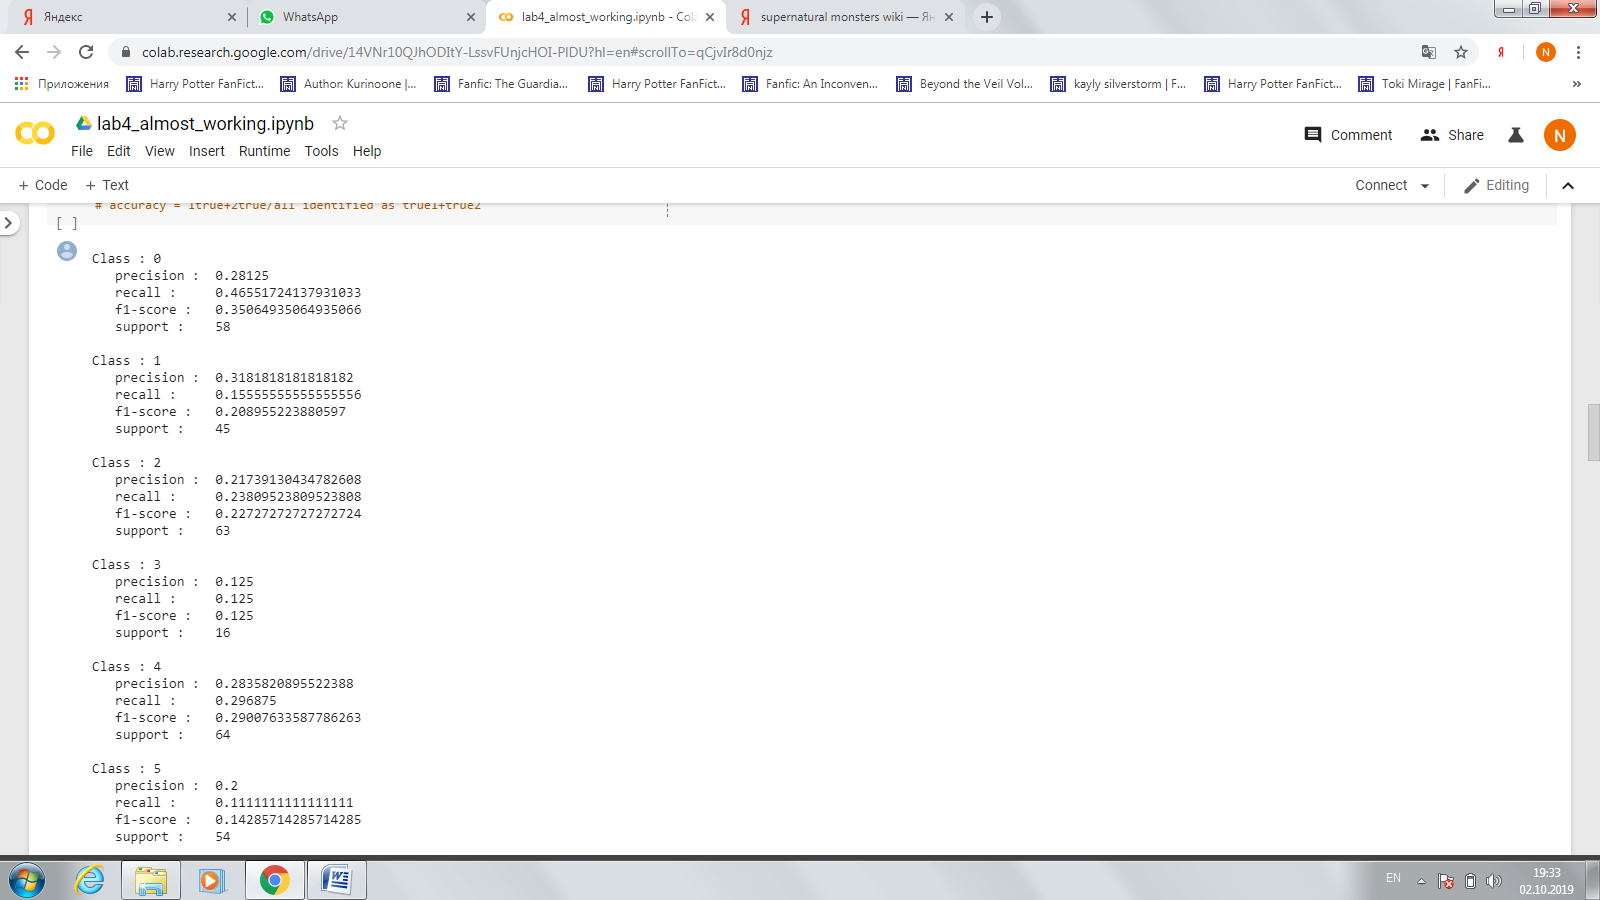 Яндекс
WhatsApp
lab4_almost_working.ipynb - Cola
supernatural monsters wiki — Ян
colab.research.google.com/drive/14VNr10QJhODItY-LssvFUnjcHOI-PlDU?hl=en#scrollTo=qCjvIr8d0njz
Приложения
Harry Potter FanFict...
Author: Kurinoone |...
Fanfic: The Guardia...
Harry Potter FanFict...
Fanfic: An Inconven...
Beyond the Veil Vol...
kayly silverstorm | F...
Harry Potter FanFict...
Toki Mirage | FanFi...
»
lab4_almost_working.ipynb
File Edit View Insert Runtime Tools Help
Comment
Share
N
+ Code + Text
Connect
Editing
# accuracy = 1true+2true/all identified as true1+true2
[ ]
Class : 0
precision : 0.28125
recall : 0.46551724137931033
f1-score : 0.35064935064935066
support : 58
Class : 1
precision : 0.3181818181818182
recall : 0.15555555555555556
f1-score : 0.208955223880597
support : 45
Class : 2
precision : 0.21739130434782608
recall : 0.23809523809523808
f1-score : 0.22727272727272724
support : 63
Class : 3
precision : 0.125
recall : 0.125
f1-score : 0.125
support : 16
Class : 4
precision : 0.2835820895522388
recall : 0.296875
f1-score : 0.29007633587786263
support : 64
Class : 5
precision : 0.2
recall : 0.1111111111111111
f1-score : 0.14285714285714285
support : 54
EN
19:33
02.10.2019